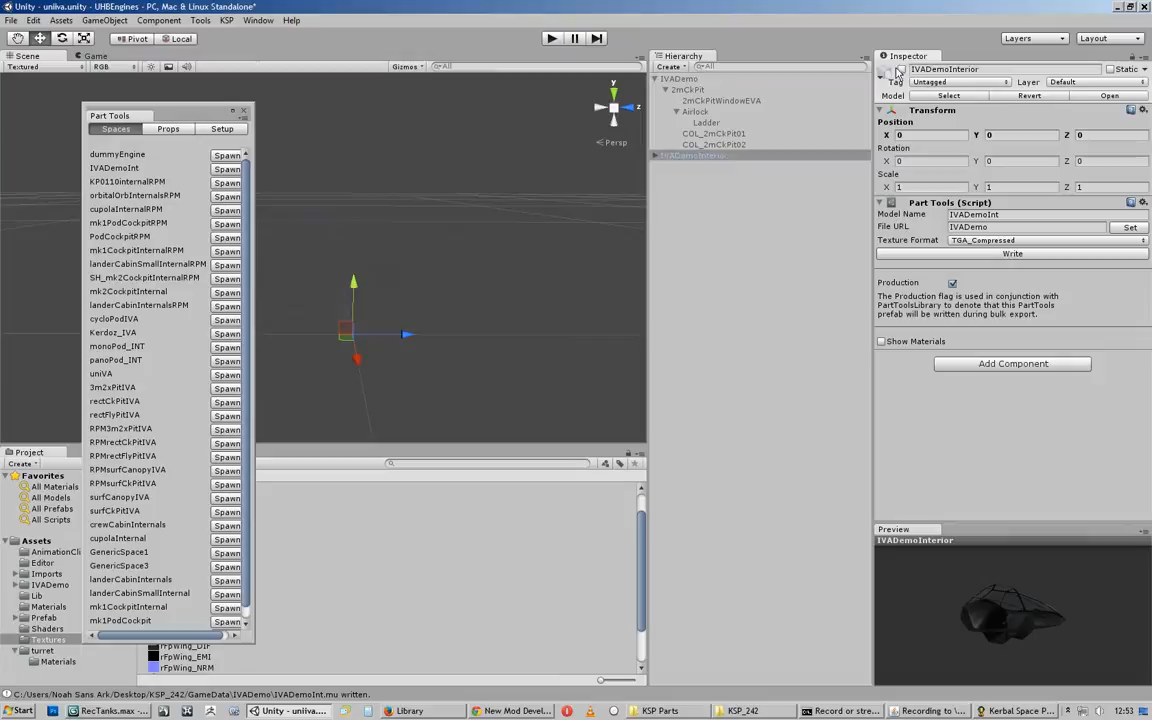 Unity - uniiva.unity - UHBEngines - PC, Mac & Linux Standalone*
File Edit Assets GameObject Component Tools KSP Window Help
Pivot Local Layers Layout
Scene Game
Textured RGB Gizmos All
Part Tools
Spaces Props Setup
dummyEngine Spawn
IVADemoInt Spawn
KP0110internalRPM Spawn
orbitalOrbInternalsRPM Spawn
cupolaInternalRPM Spawn
mk1PodCockpitRPM Spawn
PodCockpitRPM Spawn
mk1CockpitInternalRPM Spawn
landerCabinSmallInternalRPM Spawn
SH_mk2CockpitInternalRPM Spawn
mk2CockpitInternal Spawn
landerCabinInternalsRPM Spawn
cycloPodIVA Spawn
Kerdoz_IVA Spawn
monoPod_INT Spawn
panoPod_INT Spawn
uniVA Spawn
3m2xPitIVA Spawn
rectCkPitIVA Spawn
rectFlyPitIVA Spawn
RPM3m2xPitIVA Spawn
RPMrectCkPitIVA Spawn
RPMrectFlyPitIVA Spawn
RPMsurfCanopyIVA Spawn
RPMsurfCkPitIVA Spawn
surfCanopyIVA Spawn
surfCkPitIVA Spawn
crewCabinInternals Spawn
cupolaInternal Spawn
GenericSpace1 Spawn
GenericSpace3 Spawn
landerCabinInternals Spawn
landerCabinSmallInternal Spawn
mk1CockpitInternal Spawn
mk1PodCockpit Spawn
y
z
Persp
Hierarchy
Create All
IVADemo
2mCkPit
2mCkPitWindowEVA
Airlock
Ladder
COL_2mCkPit01
COL_2mCkPit02
IVADemoInterior
Inspector
IVADemoInterior Static
Tag Untagged Layer Default
Model Select Revert Open
Transform
Position
X 0 Y 0 Z 0
Rotation
X 0 Y 0 Z 0
Scale
X 1 Y 1 Z 1
Part Tools (Script)
Model Name IVADemoInt
File URL IVADemo Set
Texture Format TGA_Compressed
Write
Production
The Production flag is used in conjunction with
PartToolsLibrary to denote that this PartTools
prefab will be written during bulk export.
Show Materials
Add Component
Preview
IVADemoInterior
Project
Create
Favorites
All Materials
All Models
All Prefabs
All Scripts
Assets
AnimationCli
Editor
Imports
IVADemo
Lib
Materials
Prefab
Shaders
Textures
turret
Materials
rFpWing_DIF
rFpWing_EMI
rFpWing_NRM
C:/Users/Noah Sans Ark/Desktop/KSP_242/GameData/IVADemo/IVADemoInt.mu written.
Start RecTanks.max - Unity - uniiva.... Library New Mod Devel... KSP Parts KSP_242 Record or stre... Recording to \... Kerbal Space P... 12:53